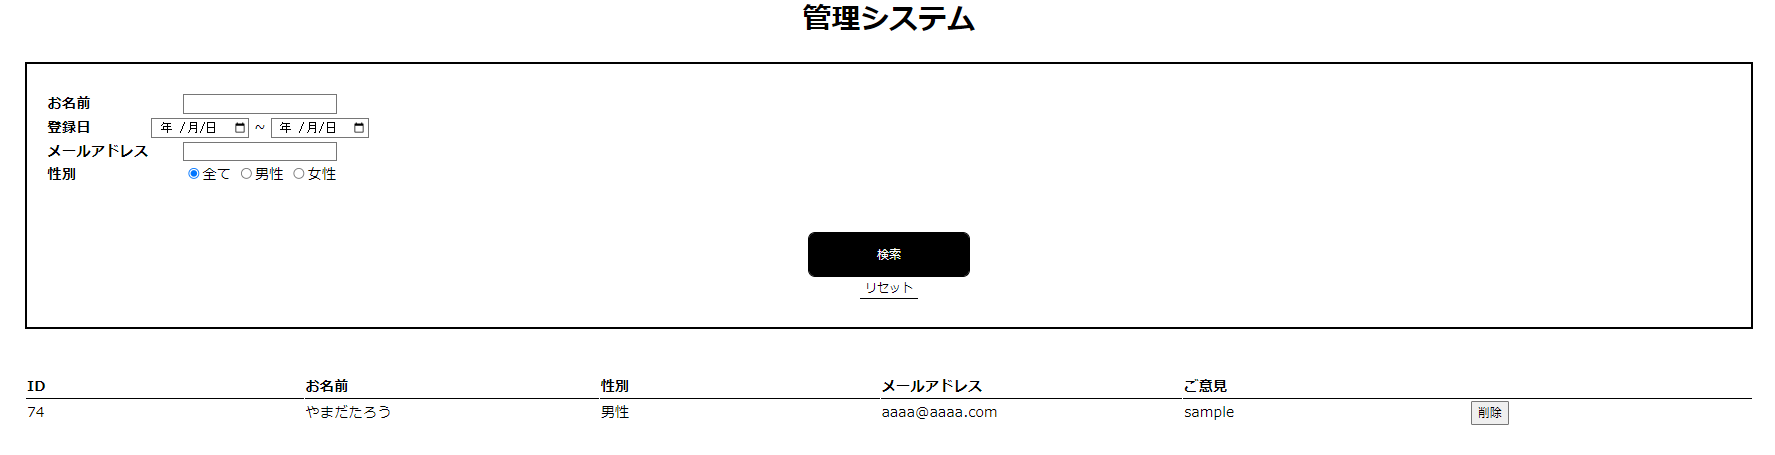 管理システム
お名前
登録日 年 /月/日 ~ 年 /月/日
メールアドレス
性別 全て 男性 女性
検索
リセット
ID お名前 性別 メールアドレス ご意見
74 やまだたろう 男性 aaaa@aaaa.com sample 削除